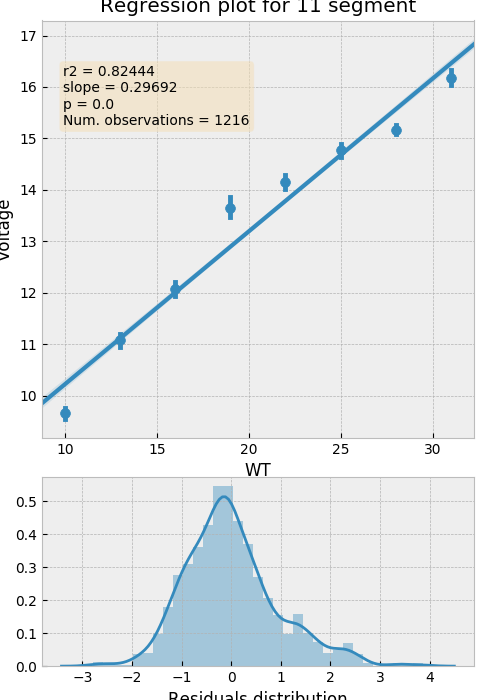 Regression plot for 11 segment
17
16
15
14
13
12
11
10
r2 = 0.82444
slope = 0.29692
p = 0.0
Num. observations = 1216
Voltage
10 15 20 25 30
WT
0.5
0.4
0.3
0.2
0.1
0.0
−3 −2 −1 0 1 2 3 4
Residuals distribution